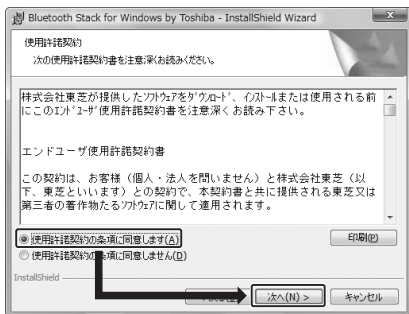 Bluetooth Stack for Windows by Toshiba - InstallShield Wizard
使用許諾契約
次の使用許諾契約書を注意深くお読みください。
株式会社東芝が提供したｿﾌﾄｳｪｱをﾀﾞｳﾝﾛｰﾄﾞ、ｲﾝｽﾄｰﾙまたは使用される前
にこのｴﾝﾄﾞﾕｰｻﾞ使用許諾契約書を注意深くお読み下さい。
エンドユーザ使用許諾契約書
この契約は、お客様（個人・法人を問いません）と株式会社東芝（以
下、東芝といいます）との契約で、本契約書と共に提供される東芝又は
第三者の著作物たるｿﾌﾄｳｪｱに関して適用されます。
使用許諾契約の条項に同意します(A)
印刷(P)
使用許諾契約の条項に同意しません(D)
InstallShield
次へ(N) >
キャンセル